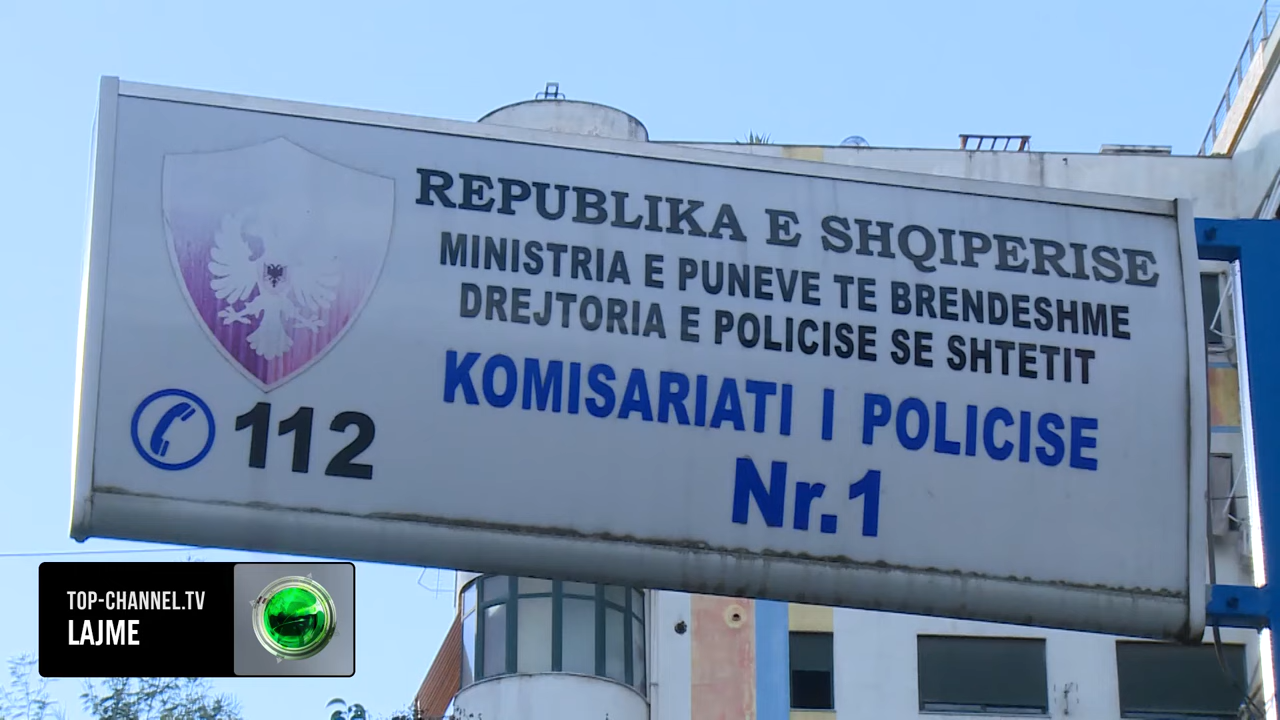 REPUBLIKA E SHQIPERISE
MINISTRIA E PUNEVE TE BRENDESHME
DREJTORIA E POLICISE SE SHTETIT
KOMISARIATI I POLICISE
Nr.1
112
TOP-CHANNEL.TV
LAJME